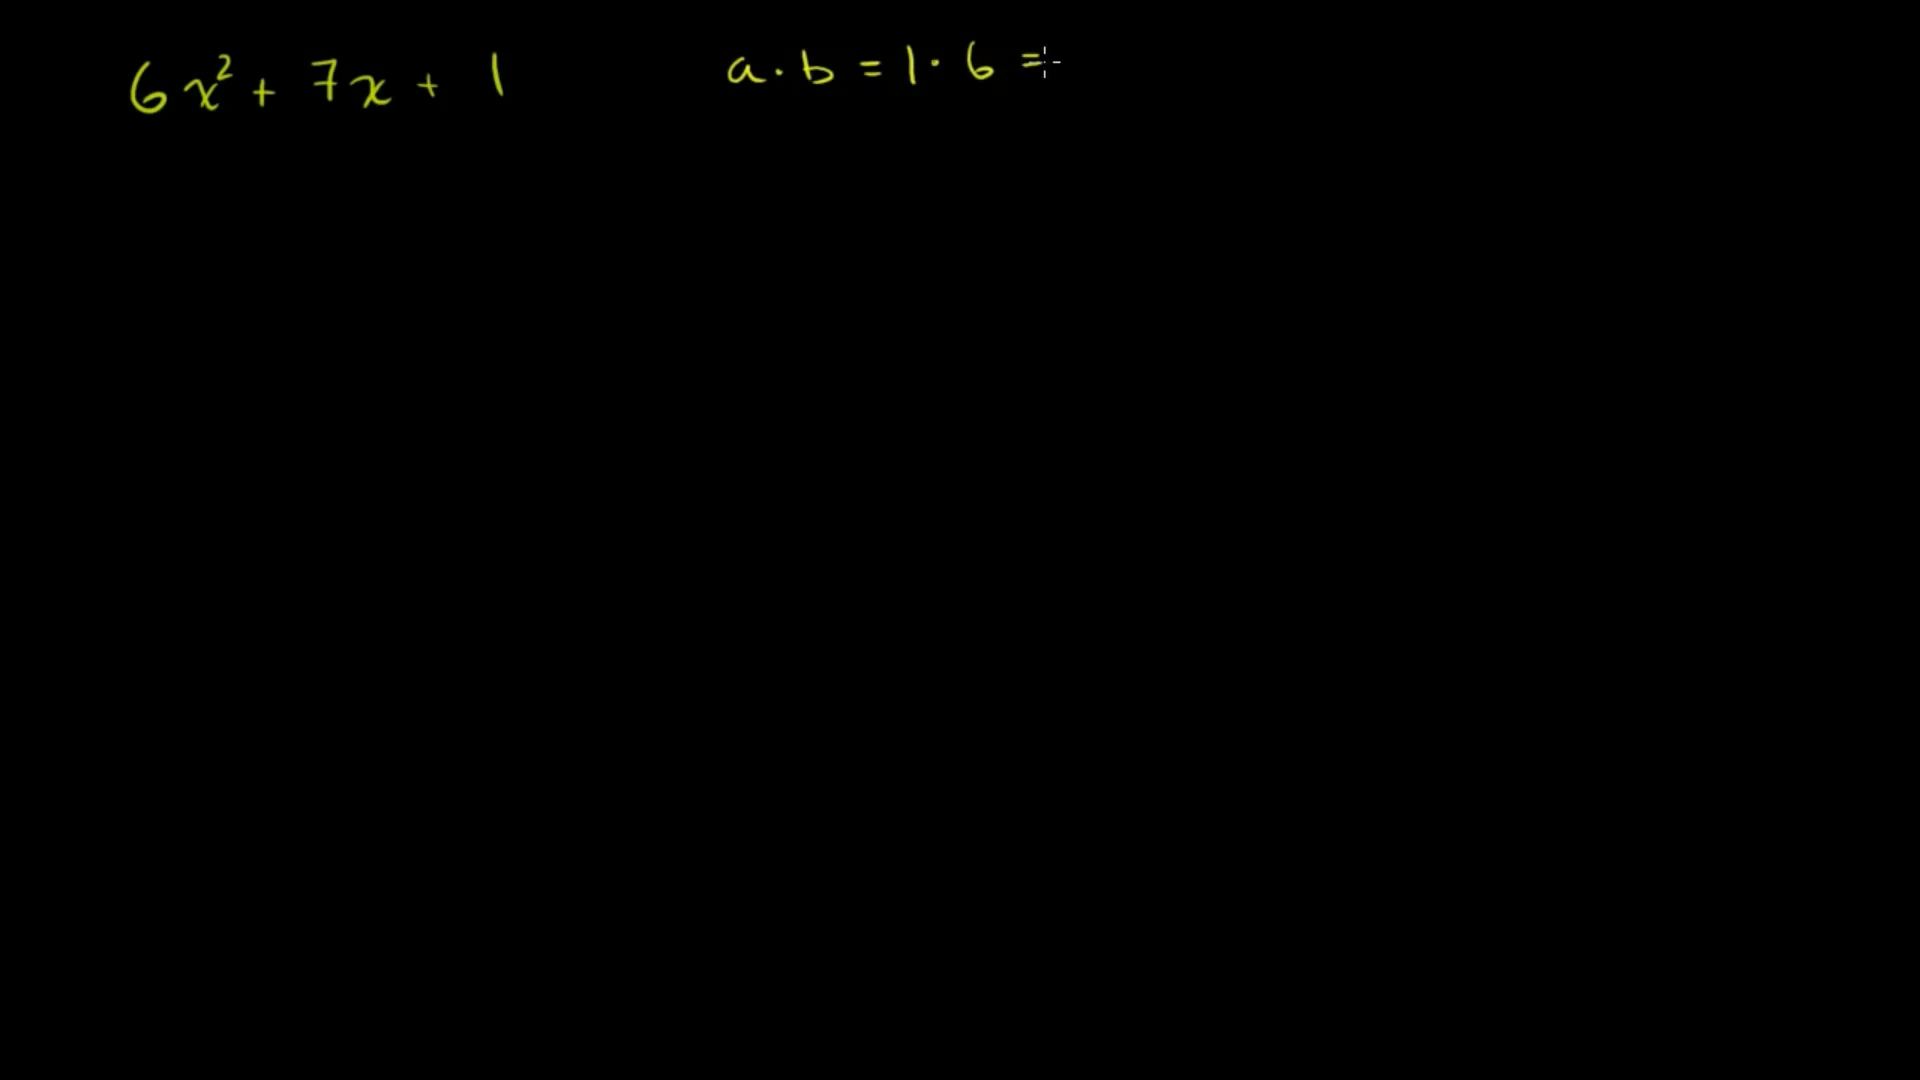 6x² + 7x + 1
a · b = 1 · 6 =